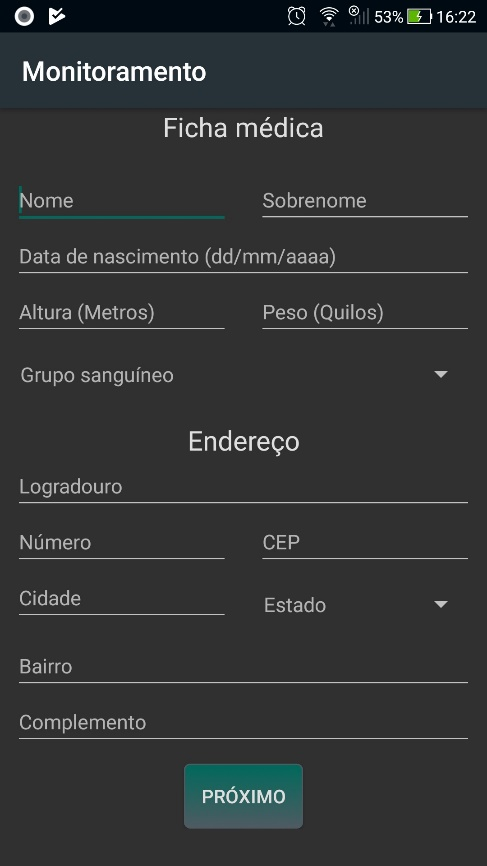 53% 16:22
Monitoramento
Ficha médica
Nome Sobrenome
Data de nascimento (dd/mm/aaaa)
Altura (Metros) Peso (Quilos)
Grupo sanguíneo
Endereço
Logradouro
Número CEP
Cidade Estado
Bairro
Complemento
PRÓXIMO